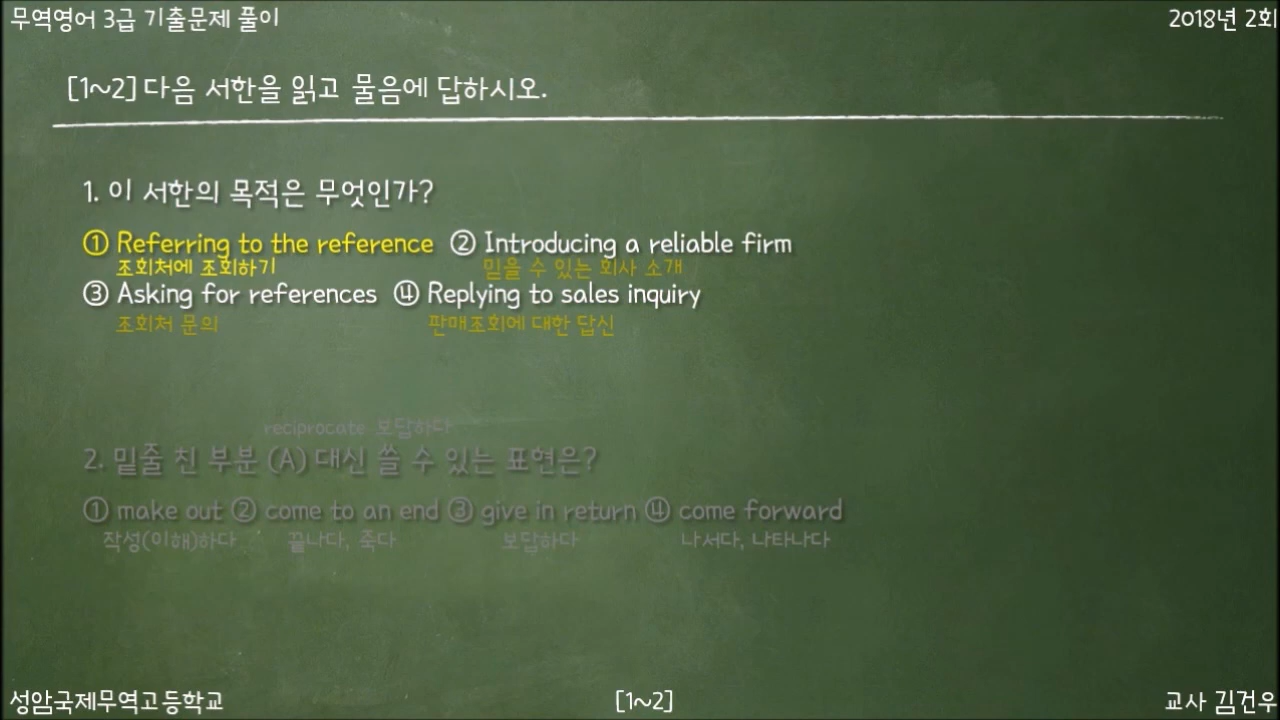 무역영어 3급 기출문제 풀이
2018년 2회
[1~2] 다음 서한을 읽고 물음에 답하시오.
1. 이 서한의 목적은 무엇인가?
① Referring to the reference ② Introducing a reliable firm
조회처에 조회하기 믿을 수 있는 회사 소개
③ Asking for references ④ Replying to sales inquiry
조회처 문의 판매조회에 대한 답신
reciprocate 보답하다
2. 밑줄 친 부분 (A) 대신 쓸 수 있는 표현은?
① make out ② come to an end ③ give in return ④ come forward
작성(이해)하다 끝나다, 죽다 보답하다 나서다, 나타나다
성암국제무역고등학교
[1~2]
교사 김건우